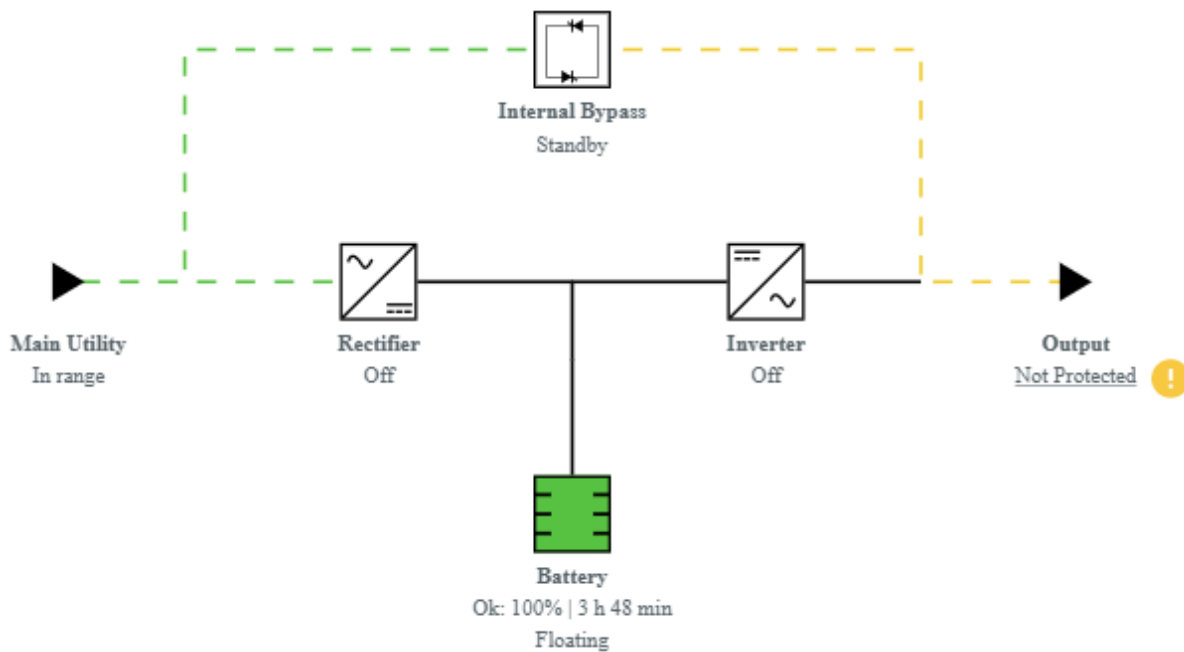 Internal Bypass
Standby
Main Utility
In range
Rectifier
Off
Inverter
Off
Output
Not Protected
!
Battery
Ok: 100% | 3 h 48 min
Floating